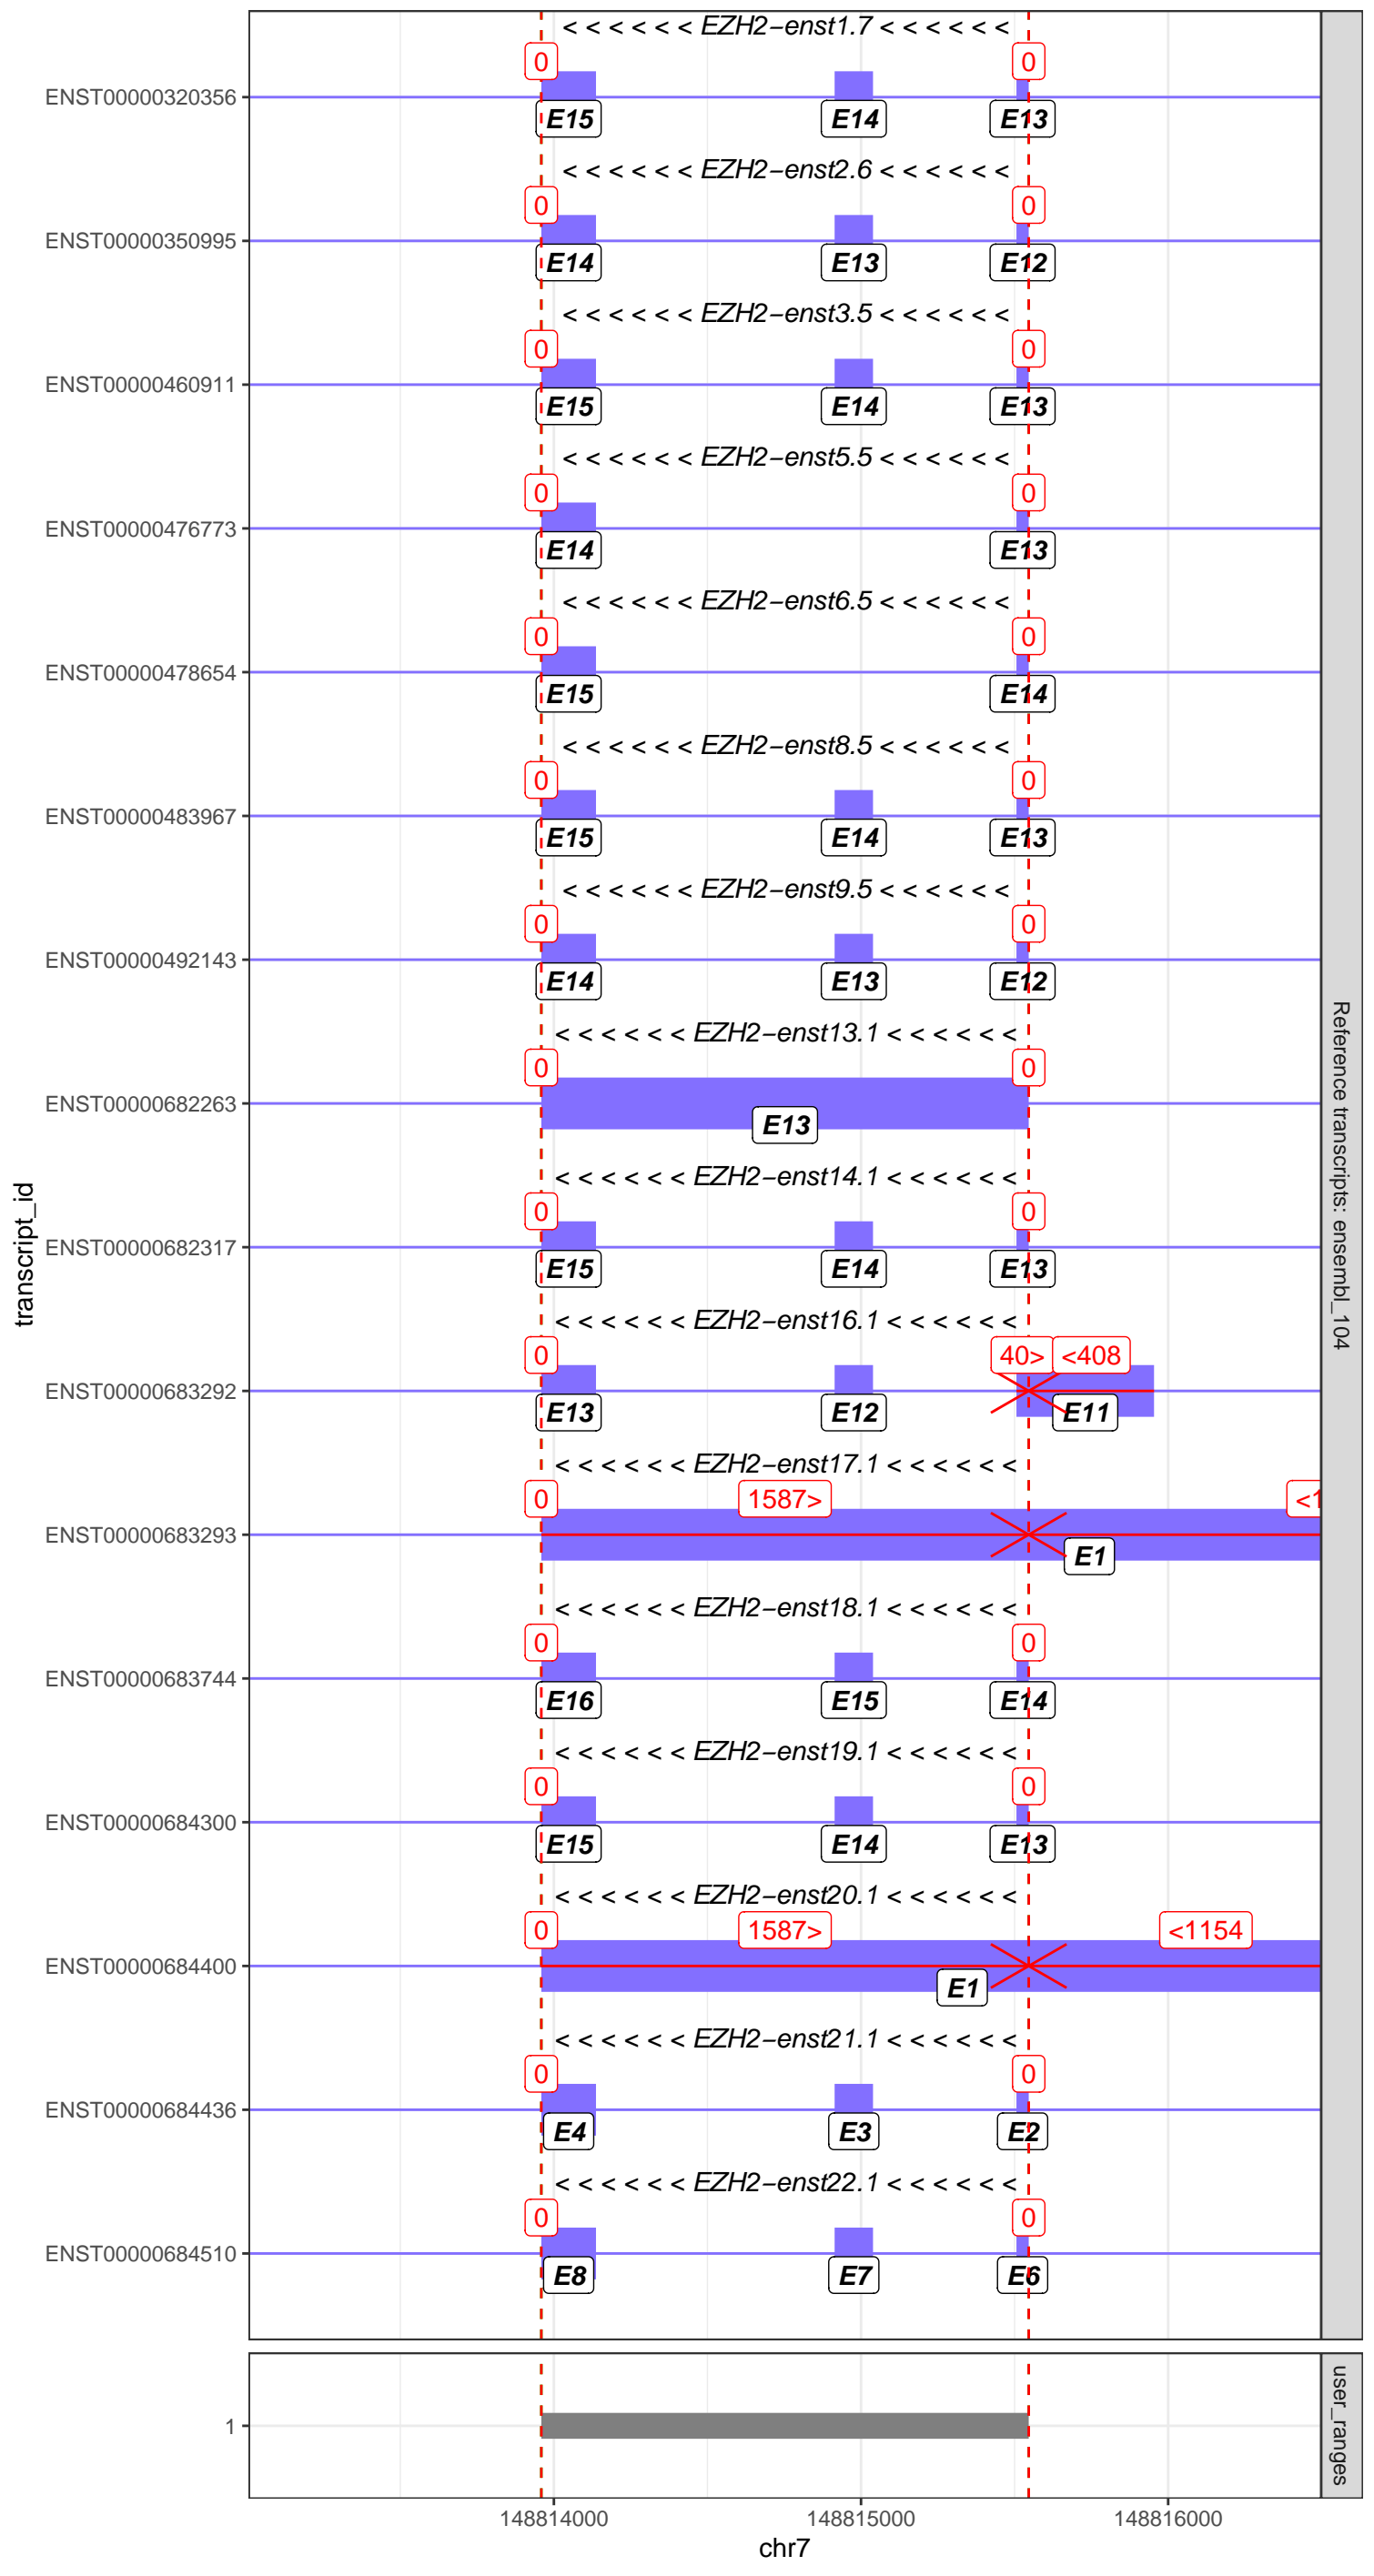 < < < < < < EZH2−enst1.7 < < < < < <
0 0
ENST00000320356
E15 E14 E13
< < < < < < EZH2−enst2.6 < < < < < <
0 0
ENST00000350995
E14 E13 E12
< < < < < < EZH2−enst3.5 < < < < < <
0 0
ENST00000460911
E15 E14 E13
< < < < < < EZH2−enst5.5 < < < < < <
0 0
ENST00000476773
E14 E13
< < < < < < EZH2−enst6.5 < < < < < <
0 0
ENST00000478654
E15 E14
< < < < < < EZH2−enst8.5 < < < < < <
0 0
ENST00000483967
E15 E14 E13
< < < < < < EZH2−enst9.5 < < < < < <
0 0
ENST00000492143
E14 E13 E12
< < < < < < EZH2−enst13.1 < < < < < <
0 0
ENST00000682263
E13
< < < < < < EZH2−enst14.1 < < < < < <
0 0
ENST00000682317
E15 E14 E13
< < < < < < EZH2−enst16.1 < < < < < <
0 40> <408
ENST00000683292
E13 E12 E11
< < < < < < EZH2−enst17.1 < < < < < <
0 1587> <1
ENST00000683293
E1
< < < < < < EZH2−enst18.1 < < < < < <
0 0
ENST00000683744
E16 E15 E14
< < < < < < EZH2−enst19.1 < < < < < <
0 0
ENST00000684300
E15 E14 E13
< < < < < < EZH2−enst20.1 < < < < < <
0 1587> <1154
ENST00000684400
E1
< < < < < < EZH2−enst21.1 < < < < < <
0 0
ENST00000684436
E4 E3 E2
< < < < < < EZH2−enst22.1 < < < < < <
0 0
ENST00000684510
E8 E7 E6
transcript_id
Reference transcripts: ensembl_104
1
user_ranges
148814000 148815000 148816000
chr7